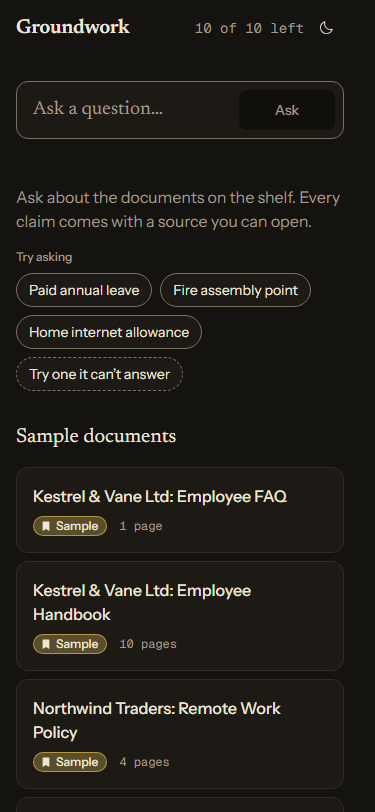 Groundwork
10 of 10 left
Ask a question...
Ask
Ask about the documents on the shelf. Every
claim comes with a source you can open.
Try asking
Paid annual leave
Fire assembly point
Home internet allowance
Try one it can't answer
Sample documents
Kestrel & Vane Ltd: Employee FAQ
Sample
1 page
Kestrel & Vane Ltd: Employee
Handbook
Sample
10 pages
Northwind Traders: Remote Work
Policy
Sample
4 pages